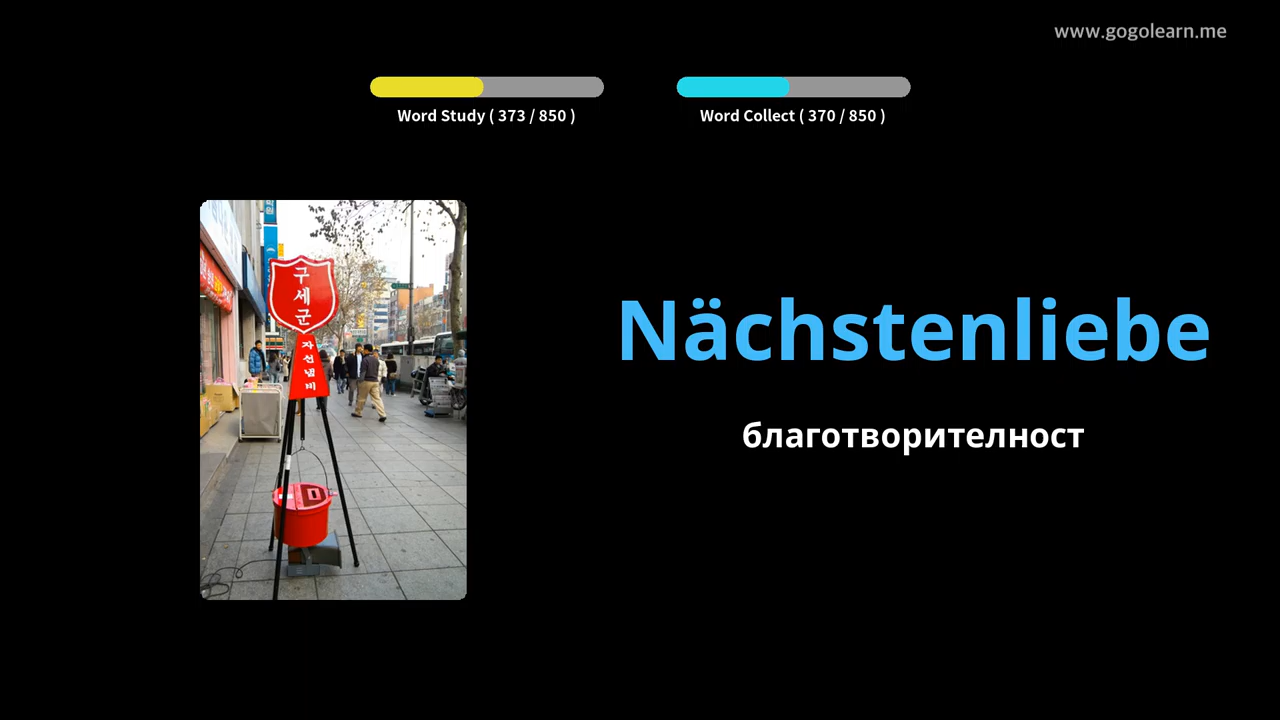 www.gogolearn.me
Word Study ( 373 / 850 )
Word Collect ( 370 / 850 )
구세군
자선냄비
Nächstenliebe
благотворителност